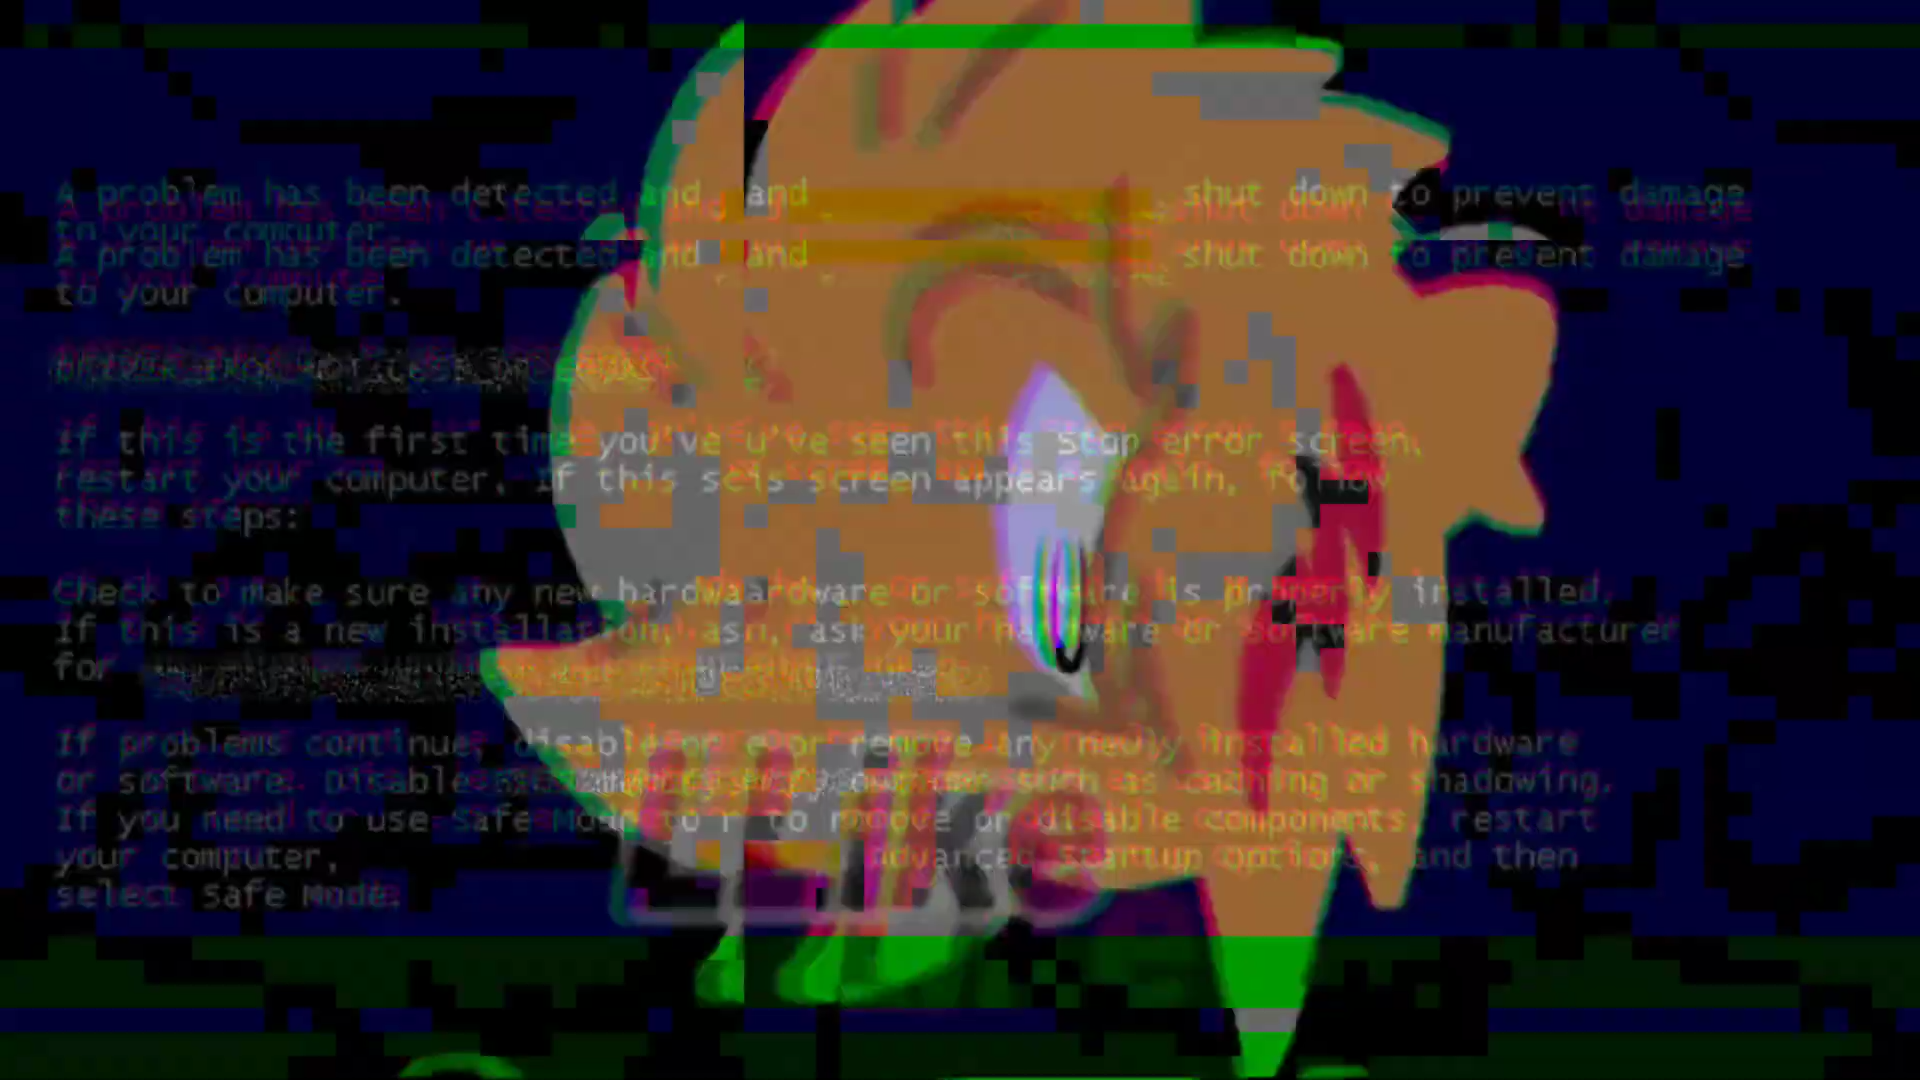 A problem has been detected and and shut down to prevent damage
to your computer.
A problem has been detected and and shut down to prevent damage
to your computer.
If this is the first time you've u've seen this Stop error screen,
restart your computer. If this scis screen appears again, follow
these steps:
Check to make sure any new hardwaardware or software is properly installed.
If this is a new installation, ask your hardware or software manufacturer
for
If problems continue, disable or e or remove any newly installed hardware
or software. Disable such as caching or shadowing.
If you need to use Safe Mode to r to remove or disable components, restart
your computer, Advanced Startup Options, and then
select Safe Mode.
Like